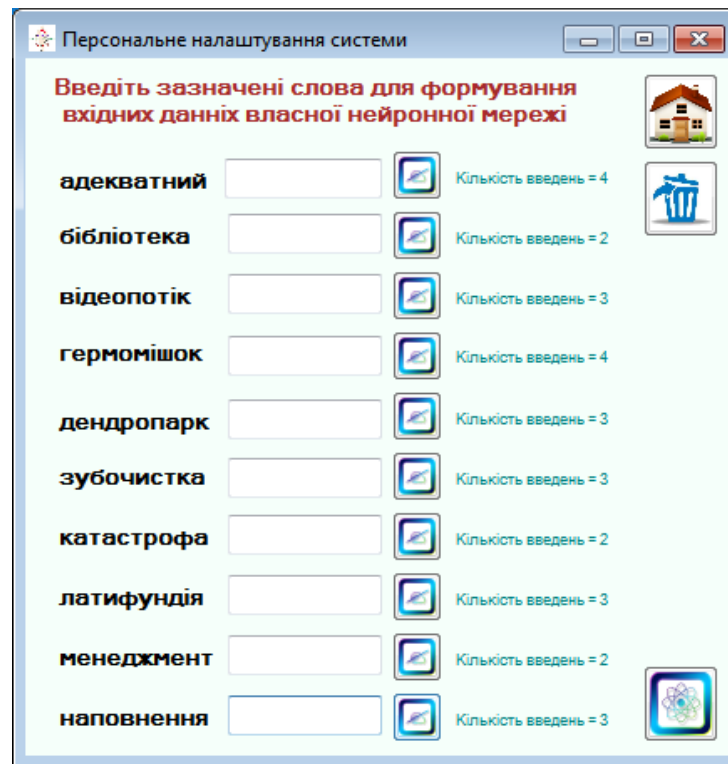 Персональне налаштування системи
Введіть зазначені слова для формування
вхідних данніх власної нейронної мережі
адекватний Кількість введень = 4
бібліотека Кількість введень = 2
відеопотік Кількість введень = 3
гермомішок Кількість введень = 4
дендропарк Кількість введень = 3
зубочистка Кількість введень = 3
катастрофа Кількість введень = 2
латифундія Кількість введень = 3
менеджмент Кількість введень = 2
наповнення Кількість введень = 3